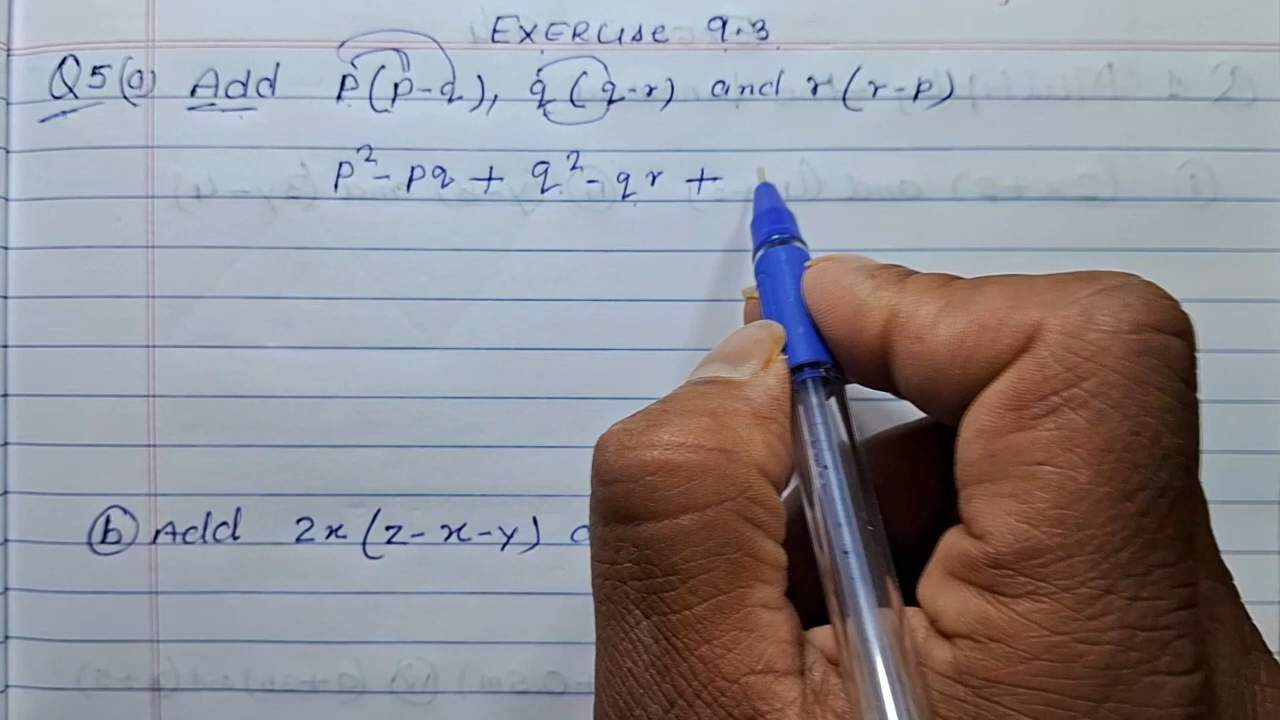 EXERCISE 9.3
Q5(a) Add p(p-q), q(q-r) and r(r-p)
p²- pq + q²- qr +
(b) Add 2x(z-x-y)